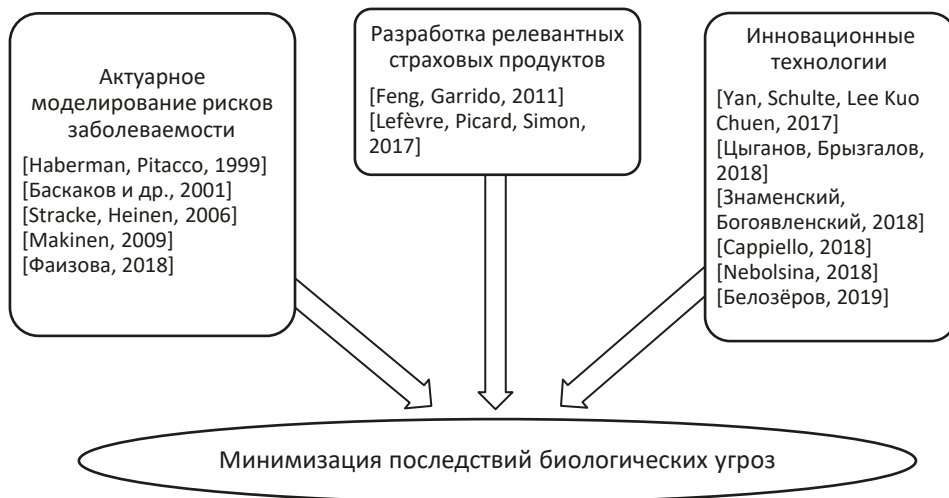 Актуарное
моделирование рисков
заболеваемости
[Haberman, Pitacco, 1999]
[Баскаков и др., 2001]
[Stracke, Heinen, 2006]
[Makinen, 2009]
[Фаизова, 2018]
Разработка релевантных
страховых продуктов
[Feng, Garrido, 2011]
[Lefèvre, Picard, Simon,
2017]
Инновационные
технологии
[Yan, Schulte, Lee Kuo
Chuen, 2017]
[Цыганов, Брызгалов,
2018]
[Знаменский,
Богоявленский, 2018]
[Cappiello, 2018]
[Nebolsina, 2018]
[Белозёров, 2019]
Минимизация последствий биологических угроз